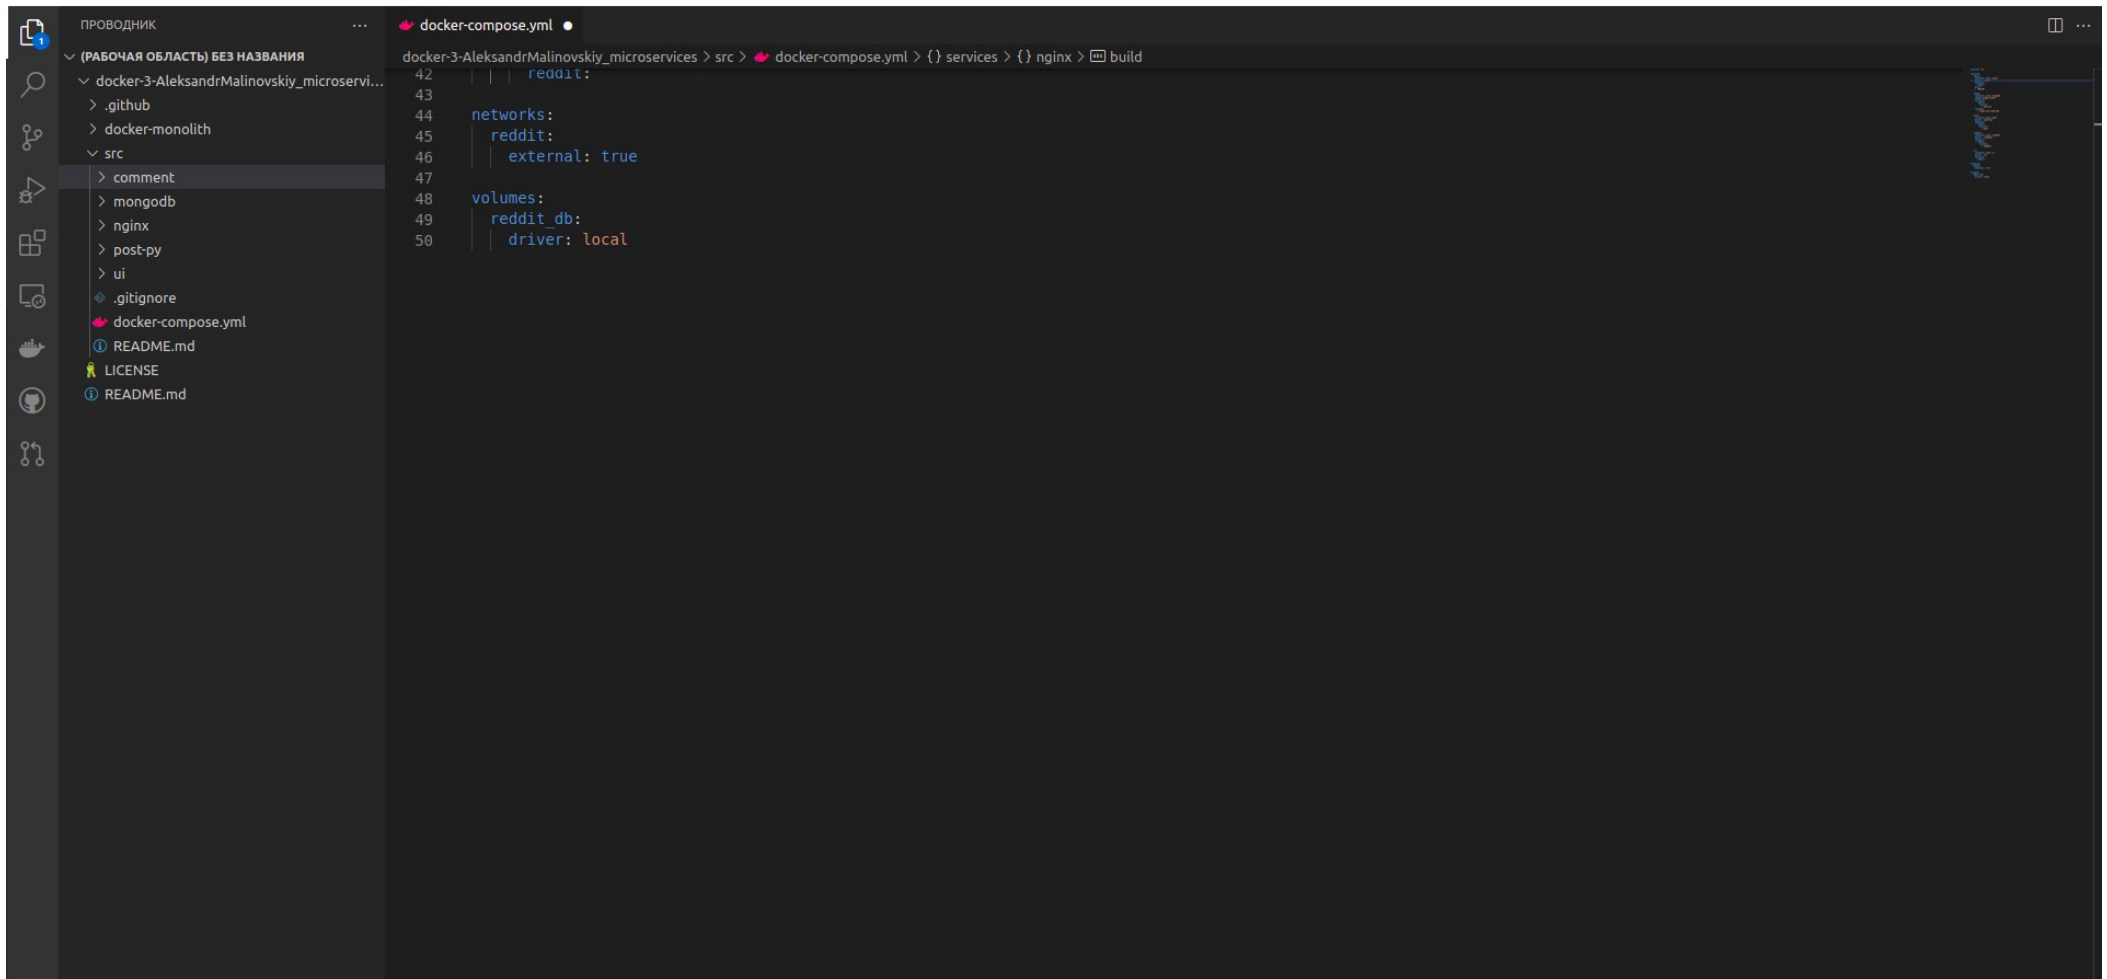 ПРОВОДНИК
(РАБОЧАЯ ОБЛАСТЬ) БЕЗ НАЗВАНИЯ
docker-3-AleksandrMalinovskiy_microservi...
.github
docker-monolith
src
comment
mongodb
nginx
post-py
ui
.gitignore
docker-compose.yml
README.md
LICENSE
README.md
1
docker-compose.yml
docker-3-AleksandrMalinovskiy_microservices > src > docker-compose.yml > {} services > {} nginx > abc build
42 reddit:
43
44 networks:
45 reddit:
46 external: true
47
48 volumes:
49 reddit_db:
50 driver: local